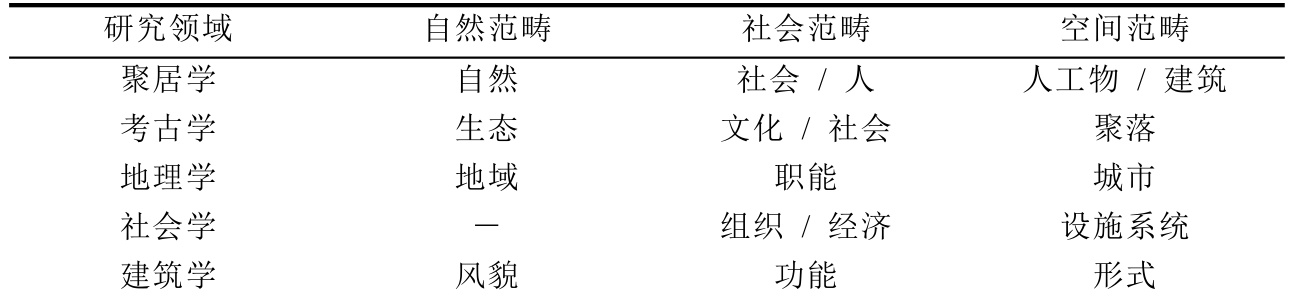 研究领域 自然范畴 社会范畴 空间范畴
聚居学 自然 社会 / 人 人工物 / 建筑
考古学 生态 文化 / 社会 聚落
地理学 地域 职能 城市
社会学 － 组织 / 经济 设施系统
建筑学 风貌 功能 形式